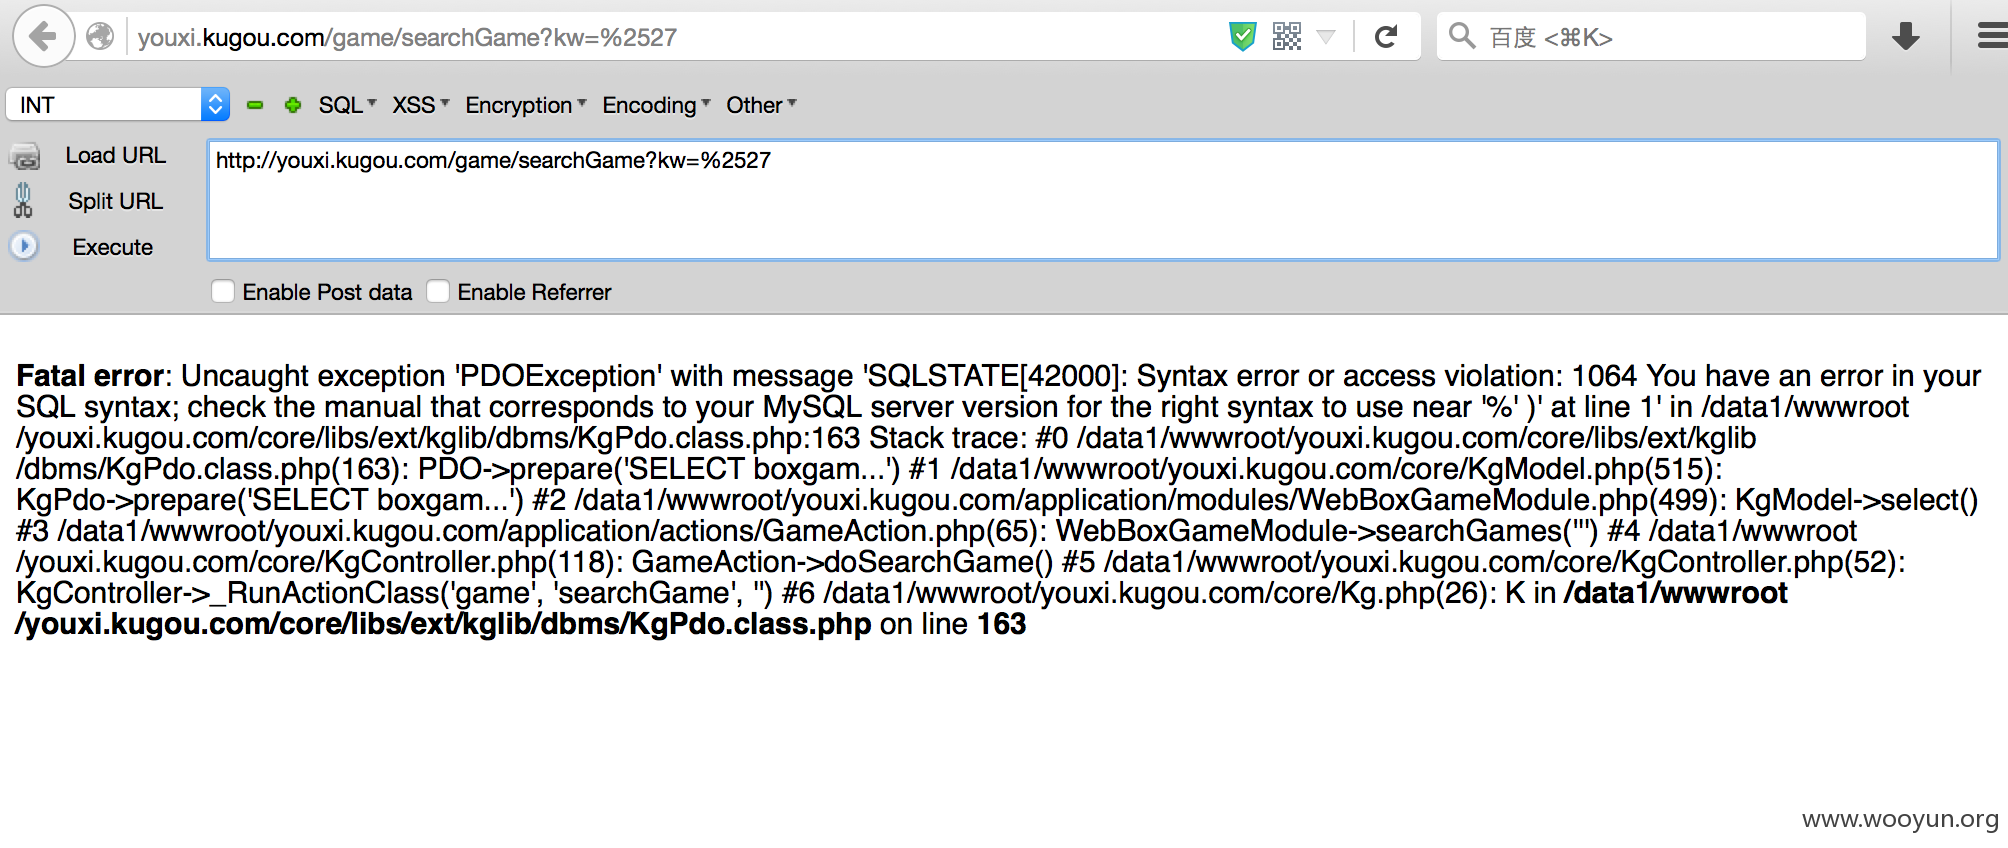 youxi.kugou.com/game/searchGame?kw=%2527
百度 <⌘K>
INT
SQL XSS Encryption Encoding Other
Load URL
http://youxi.kugou.com/game/searchGame?kw=%2527
Split URL
Execute
Enable Post data Enable Referrer
Fatal error: Uncaught exception 'PDOException' with message 'SQLSTATE[42000]: Syntax error or access violation: 1064 You have an error in your
SQL syntax; check the manual that corresponds to your MySQL server version for the right syntax to use near '%' )' at line 1' in /data1/wwwroot
/youxi.kugou.com/core/libs/ext/kglib/dbms/KgPdo.class.php:163 Stack trace: #0 /data1/wwwroot/youxi.kugou.com/core/libs/ext/kglib
/dbms/KgPdo.class.php(163): PDO->prepare('SELECT boxgam...') #1 /data1/wwwroot/youxi.kugou.com/core/KgModel.php(515):
KgPdo->prepare('SELECT boxgam...') #2 /data1/wwwroot/youxi.kugou.com/application/modules/WebBoxGameModule.php(499): KgModel->select()
#3 /data1/wwwroot/youxi.kugou.com/application/actions/GameAction.php(65): WebBoxGameModule->searchGames(''') #4 /data1/wwwroot
/youxi.kugou.com/core/KgController.php(118): GameAction->doSearchGame() #5 /data1/wwwroot/youxi.kugou.com/core/KgController.php(52):
KgController->_RunActionClass('game', 'searchGame', '') #6 /data1/wwwroot/youxi.kugou.com/core/Kg.php(26): K in /data1/wwwroot
/youxi.kugou.com/core/libs/ext/kglib/dbms/KgPdo.class.php on line 163
www.wooyun.org